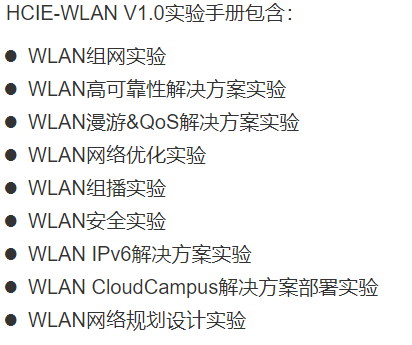 HCIE-WLAN V1.0实验手册包含：
● WLAN组网实验
● WLAN高可靠性解决方案实验
● WLAN漫游&QoS解决方案实验
● WLAN网络优化实验
● WLAN组播实验
● WLAN安全实验
● WLAN IPv6解决方案实验
● WLAN CloudCampus解决方案部署实验
● WLAN网络规划设计实验